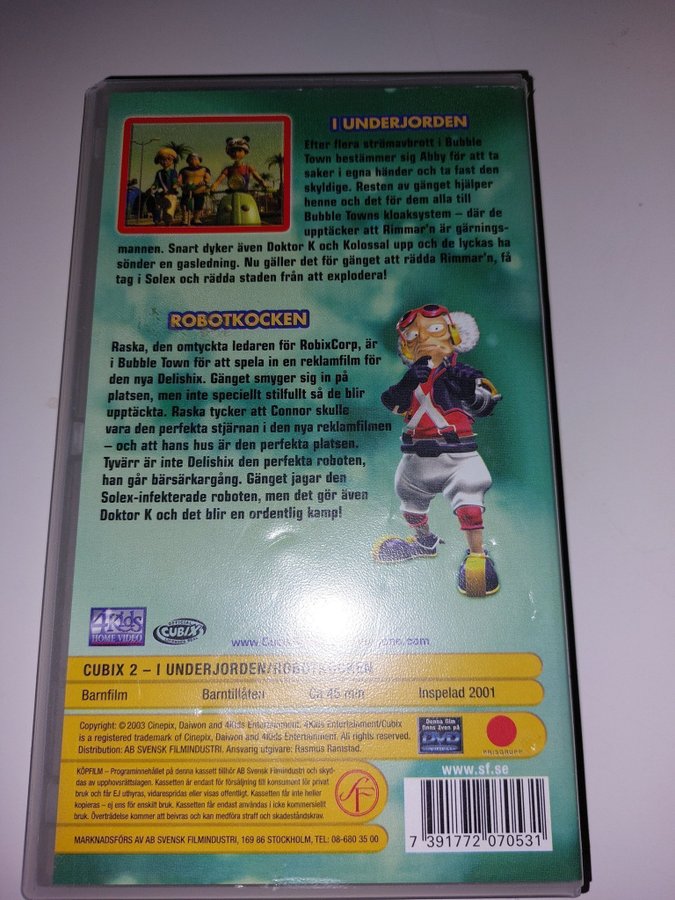 I UNDERJORDEN
Efter flera strömavbrott i Bubble
Town bestämmer sig Abby för att ta
saker i egna händer och ta fast den
skyldige. Resten av gänget hjälper
henne och det för dem alla till
Bubble Towns kloaksystem – där de
upptäcker att Rimmar'n är gärnings-
mannen. Snart dyker även Doktor K och Kolossal upp och de lyckas ha
sönder en gasledning. Nu gäller det för gänget att rädda Rimmar'n, få
tag i Solex och rädda staden från att explodera!
ROBOTKOCKEN
Raska, den omtyckta ledaren för RobixCorp, är
i Bubble Town för att spela in en reklamfilm för
den nya Delishix. Gänget smyger sig in på
platsen, men inte speciellt stilfullt så de blir
upptäckta. Raska tycker att Connor skulle
vara den perfekta stjärnan i den nya reklamfilmen
– och att hans hus är den perfekta platsen.
Tyvärr är inte Delishix den perfekta roboten,
han går bärsärkargång. Gänget jagar den
Solex-infekterade roboten, men det gör även
Doktor K och det blir en ordentlig kamp!
4Kids
HOME VIDEO
CUBIX
CUBIX 2 – I UNDERJORDEN/ROBOTKOCKEN
Barnfilm Barntillåten Ca 45 min Inspelad 2001
Copyright: © 2003 Cinepix, Daiwon and 4Kids Entertainment. 4Kids Entertainment/Cubix
is a registered trademark of Cinepix, Daiwon and 4Kids Entertainment. All rights reserved.
Distribution: AB SVENSK FILMINDUSTRI. Ansvarig utgivare: Rasmus Ramstad.
Denna film
finns även på
DVD
PRISGRUPP
KÖPFILM – Programinnehållet på denna kassett tillhör AB Svensk Filmindustri och skyd-
das av upphovsrättslagen. Kassetten är endast för försäljning till konsument för privat
bruk och får EJ uthyras, vidarespridas eller visas offentligt. Kassetten får inte heller
kopieras – ej ens för enskilt bruk. Kassetten får endast användas i icke kommersiellt
bruk. Överträdelse kommer att beivras och kan medföra straff och skadeståndskrav.
SF
www.sf.se
7 391772 070531
MARKNADSFÖRS AV AB SVENSK FILMINDUSTRI, 169 86 STOCKHOLM, TEL: 08-680 35 00